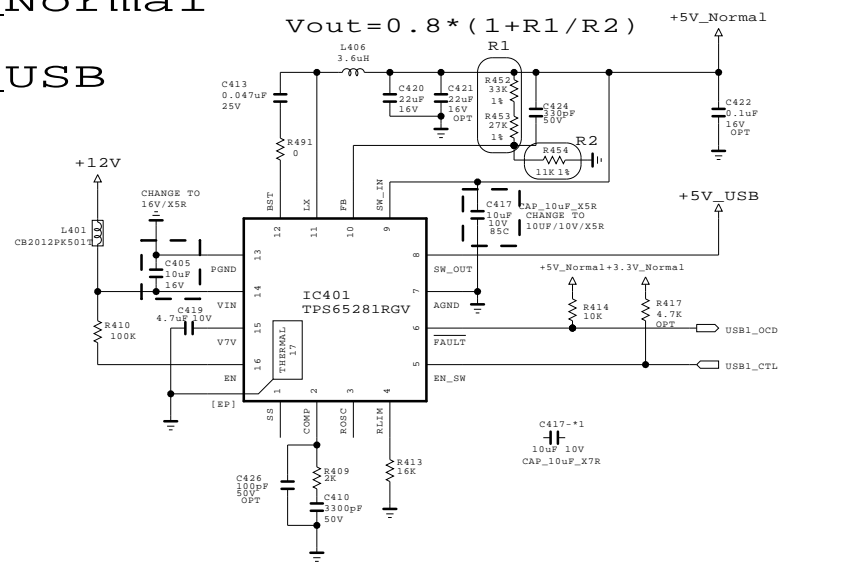 _Normal
Vout=0.8*(1+R1/R2)
+5V_Normal
_USB
R1
L406
3.6uH
C413
0.047uF
25V
C420
22uF
16V
C421
22uF
16V
OPT
R452
33K
1%
R453
27K
1%
C424
330pF
50V
C422
0.1uF
16V
OPT
R491
0
R2
R454
11K 1%
+12V
CHANGE TO
16V/X5R
+5V_USB
L401
CB2012PK501T
C405
10uF
16V
C417
10uF
10V
85C
CAP_10uF_X5R
CHANGE TO
10UF/10V/X5R
BST
LX
FB
SW_IN
12
11
10
9
13
PGND
14
VIN
15
V7V
16
EN
[EP]
8
SW_OUT
7
AGND
6
FAULT
5
EN_SW
IC401
TPS65281RGV
THERMAL
17
C419
4.7uF 10V
R410
100K
+5V_Normal
+3.3V_Normal
R414
10K
R417
4.7K
OPT
USB1_OCD
USB1_CTL
1
2
3
4
SS
COMP
ROSC
RLIM
C426
100pF
50V
OPT
R409
2K
C410
3300pF
50V
R413
16K
C417-*1
10uF 10V
CAP_10uF_X7R